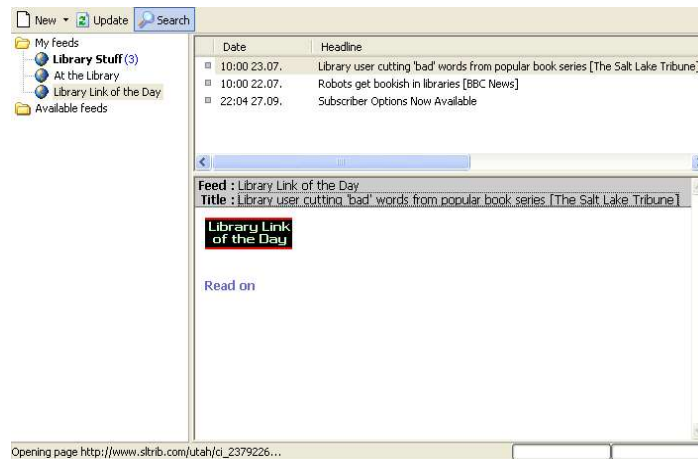 New Update Search
My feeds
Library Stuff (3)
At the Library
Library Link of the Day
Available feeds
Date Headline
10:00 23.07. Library user cutting 'bad' words from popular book series [The Salt Lake Tribune]
10:00 22.07. Robots get bookish in libraries [BBC News]
22:04 27.09. Subscriber Options Now Available
Feed : Library Link of the Day
Title : Library user cutting 'bad' words from popular book series [The Salt Lake Tribune]
Library Link
of the Day
Read on
Opening page http://www.sltrib.com/utah/ci_2379226...